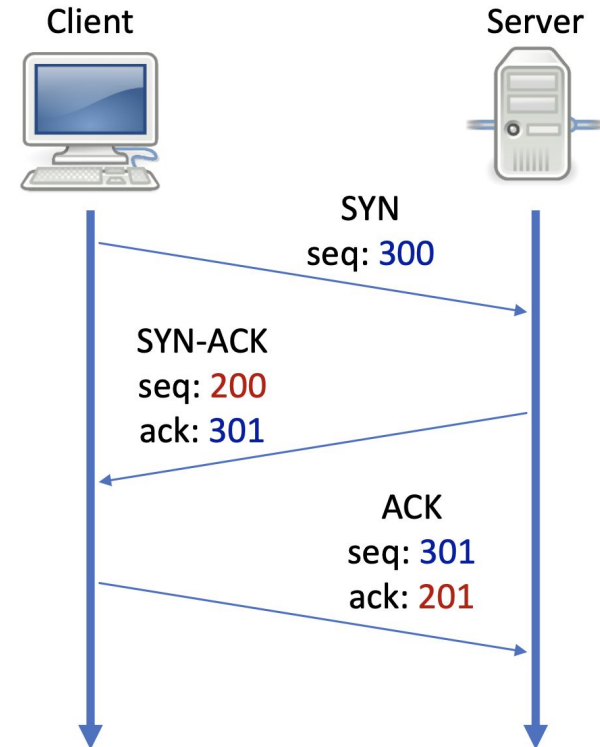 Client
Server
SYN
seq: 300
SYN-ACK
seq: 200
ack: 301
ACK
seq: 301
ack: 201